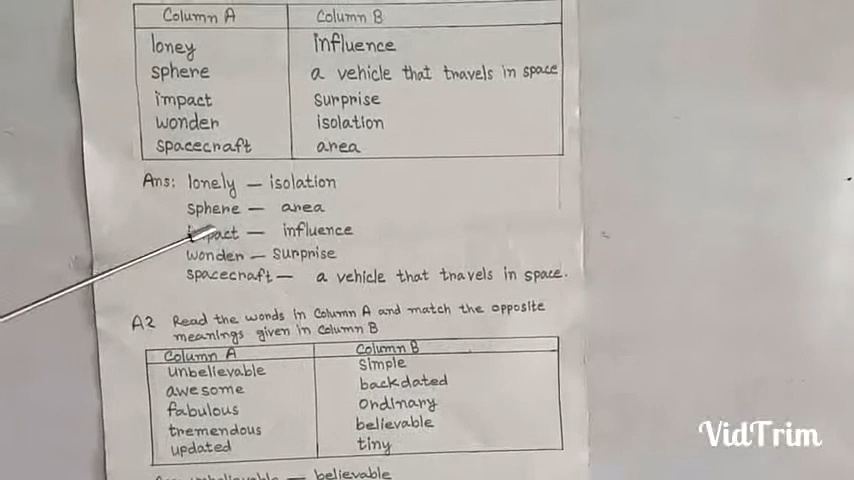 Column A Column B
loney influence
sphere a vehicle that travels in space
impact surprise
wonder isolation
spacecraft area
Ans: lonely — isolation
sphere — area
impact — influence
wonder — surprise
spacecraft — a vehicle that travels in space.
A2 Read the words in Column A and match the opposite
meanings given in Column B
Column A Column B
unbelievable simple
awesome backdated
fabulous ordinary
tremendous believable
updated tiny
unbelievable — believable
VidTrim